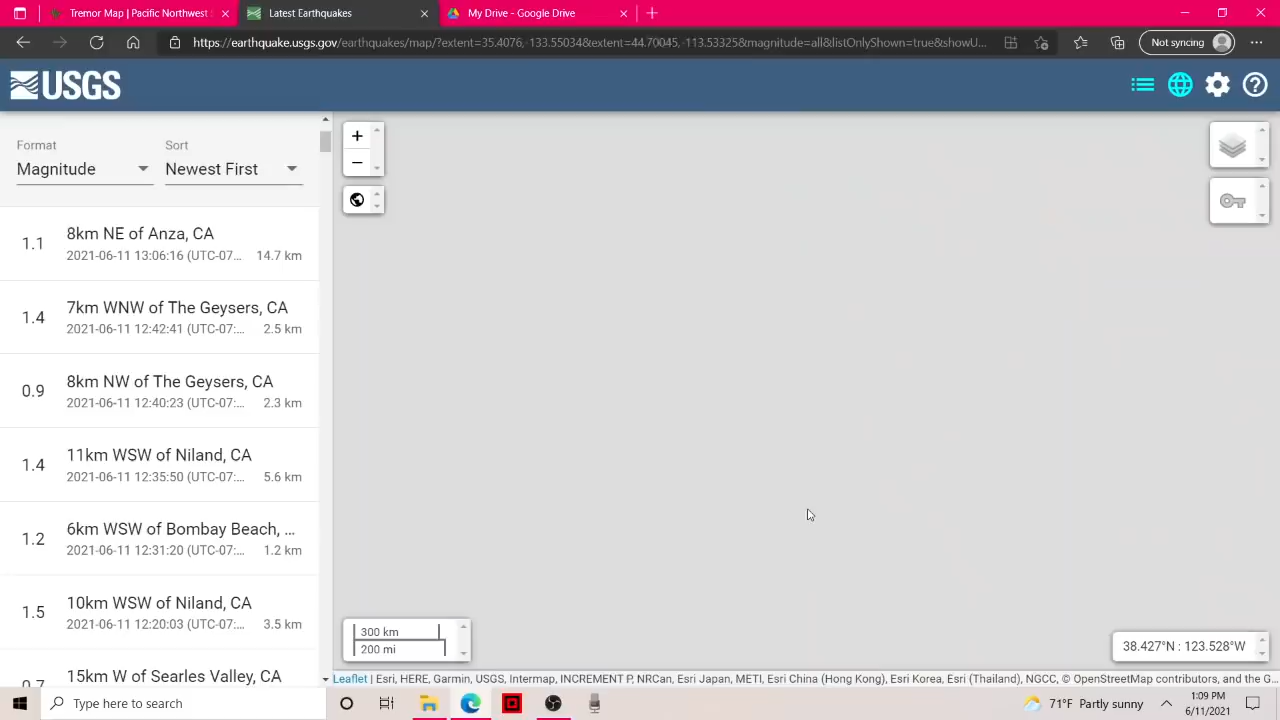 Tremor Map | Pacific Northwest
Latest Earthquakes
My Drive - Google Drive
https://earthquake.usgs.gov/earthquakes/map/?extent=35.4076,-133.55034&extent=44.70045,-113.53325&magnitude=all&listOnlyShown=true&showU...
Not syncing
USGS
Format
Sort
Magnitude
Newest First
1.1
8km NE of Anza, CA
2021-06-11 13:06:16 (UTC-07... 14.7 km
1.4
7km WNW of The Geysers, CA
2021-06-11 12:42:41 (UTC-07:... 2.5 km
0.9
8km NW of The Geysers, CA
2021-06-11 12:40:23 (UTC-07:... 2.3 km
1.4
11km WSW of Niland, CA
2021-06-11 12:35:50 (UTC-07:... 5.6 km
1.2
6km WSW of Bombay Beach, ...
2021-06-11 12:31:20 (UTC-07:... 1.2 km
1.5
10km WSW of Niland, CA
2021-06-11 12:20:03 (UTC-07:... 3.5 km
0.7
15km W of Searles Valley, CA
+
−
300 km
200 mi
38.427°N : 123.528°W
Leaflet | Esri, HERE, Garmin, USGS, Intermap, INCREMENT P, NRCan, Esri Japan, METI, Esri China (Hong Kong), Esri Korea, Esri (Thailand), NGCC, © OpenStreetMap contributors, and the G...
Type here to search
71°F Partly sunny
1:09 PM
6/11/2021